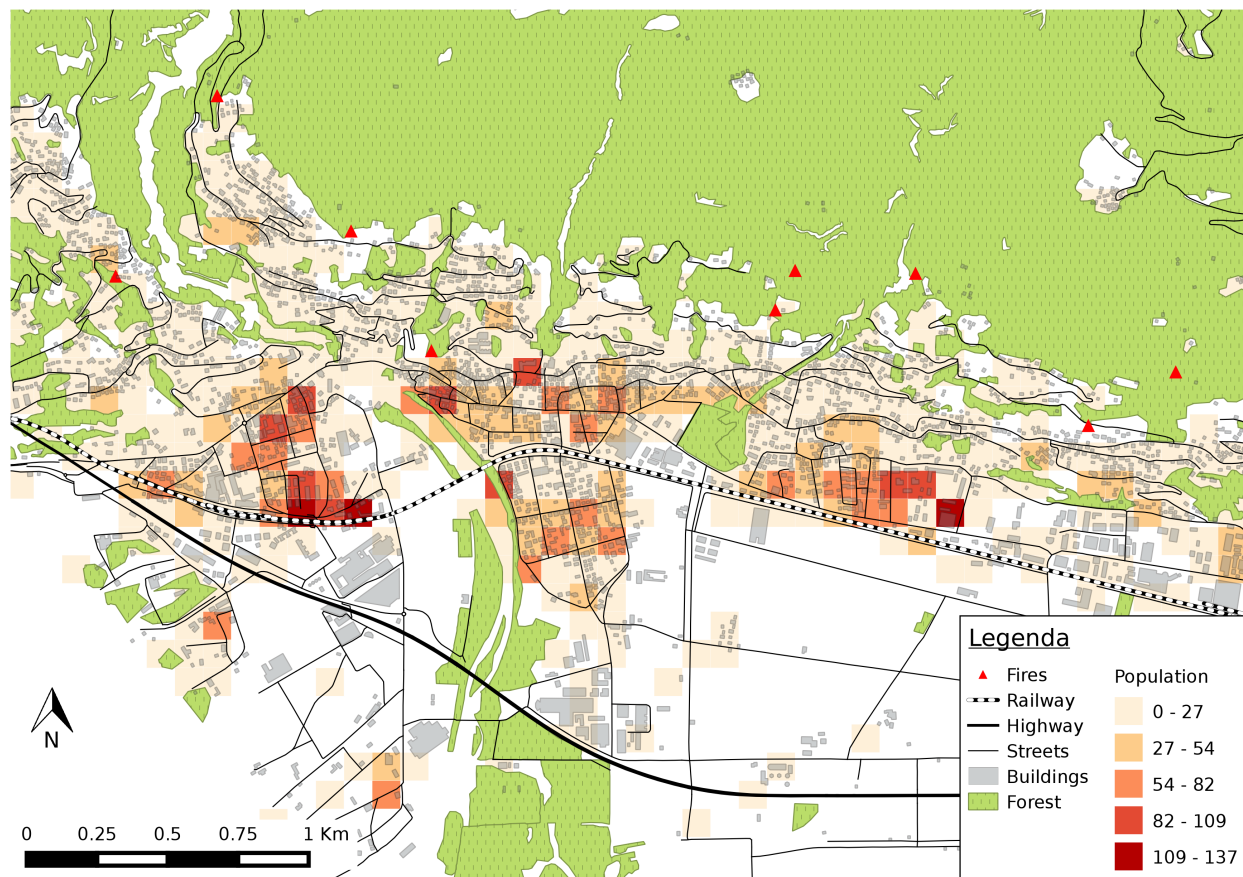 N
0 0.25 0.5 0.75 1 Km
Legenda
Fires
Railway
Highway
Streets
Buildings
Forest
Population
0 - 27
27 - 54
54 - 82
82 - 109
109 - 137